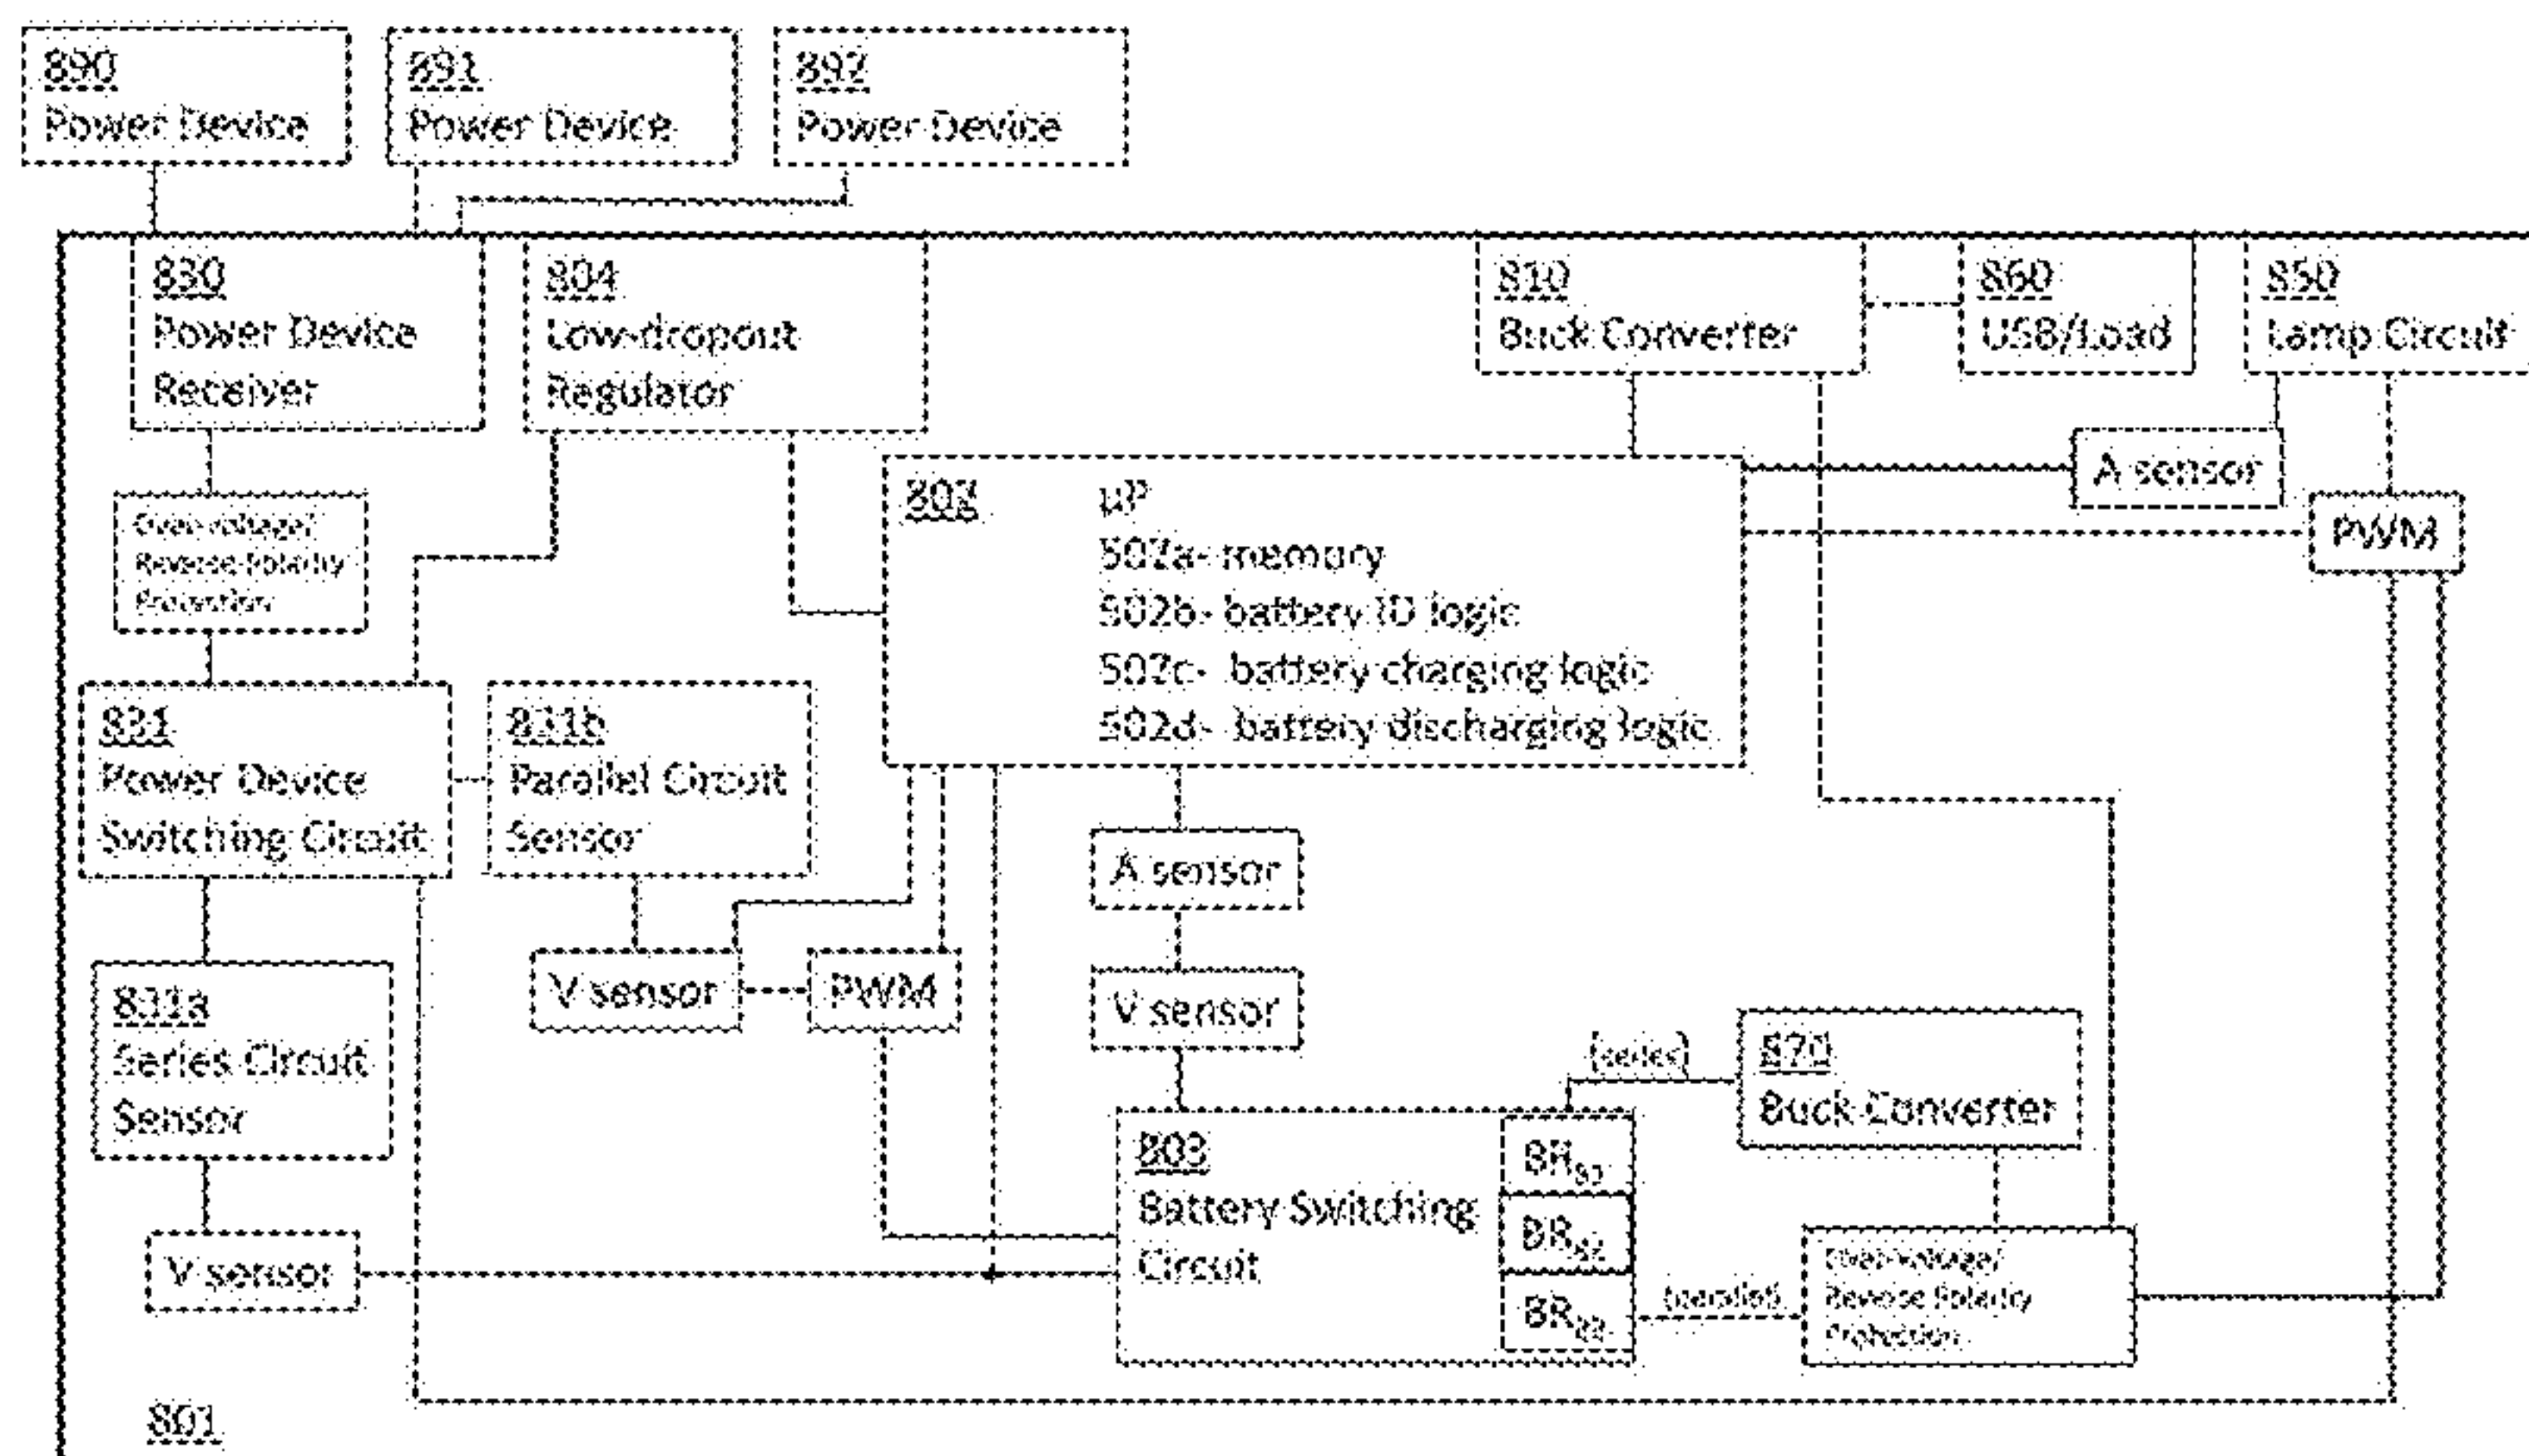 890
Power Device
891
Power Device
892
Power Device
830
Power Device
Receiver
804
Low-dropout
Regulator
810
Buck Converter
860
USB/Load
850
Lamp Circuit
A sensor
PWM
Over-voltage/
Reverse Polarity
Protection
802
μP
502a- memory
502b- battery ID logic
502c- battery charging logic
502d- battery discharging logic
831
Power Device
Switching Circuit
831b
Parallel Circuit
Sensor
A sensor
V sensor
PWM
V sensor
831a
Series Circuit
Sensor
V sensor
(series)
870
Buck Converter
803
Battery Switching
Circuit
(parallel)
Over-voltage/
Reverse Polarity
Protection
801